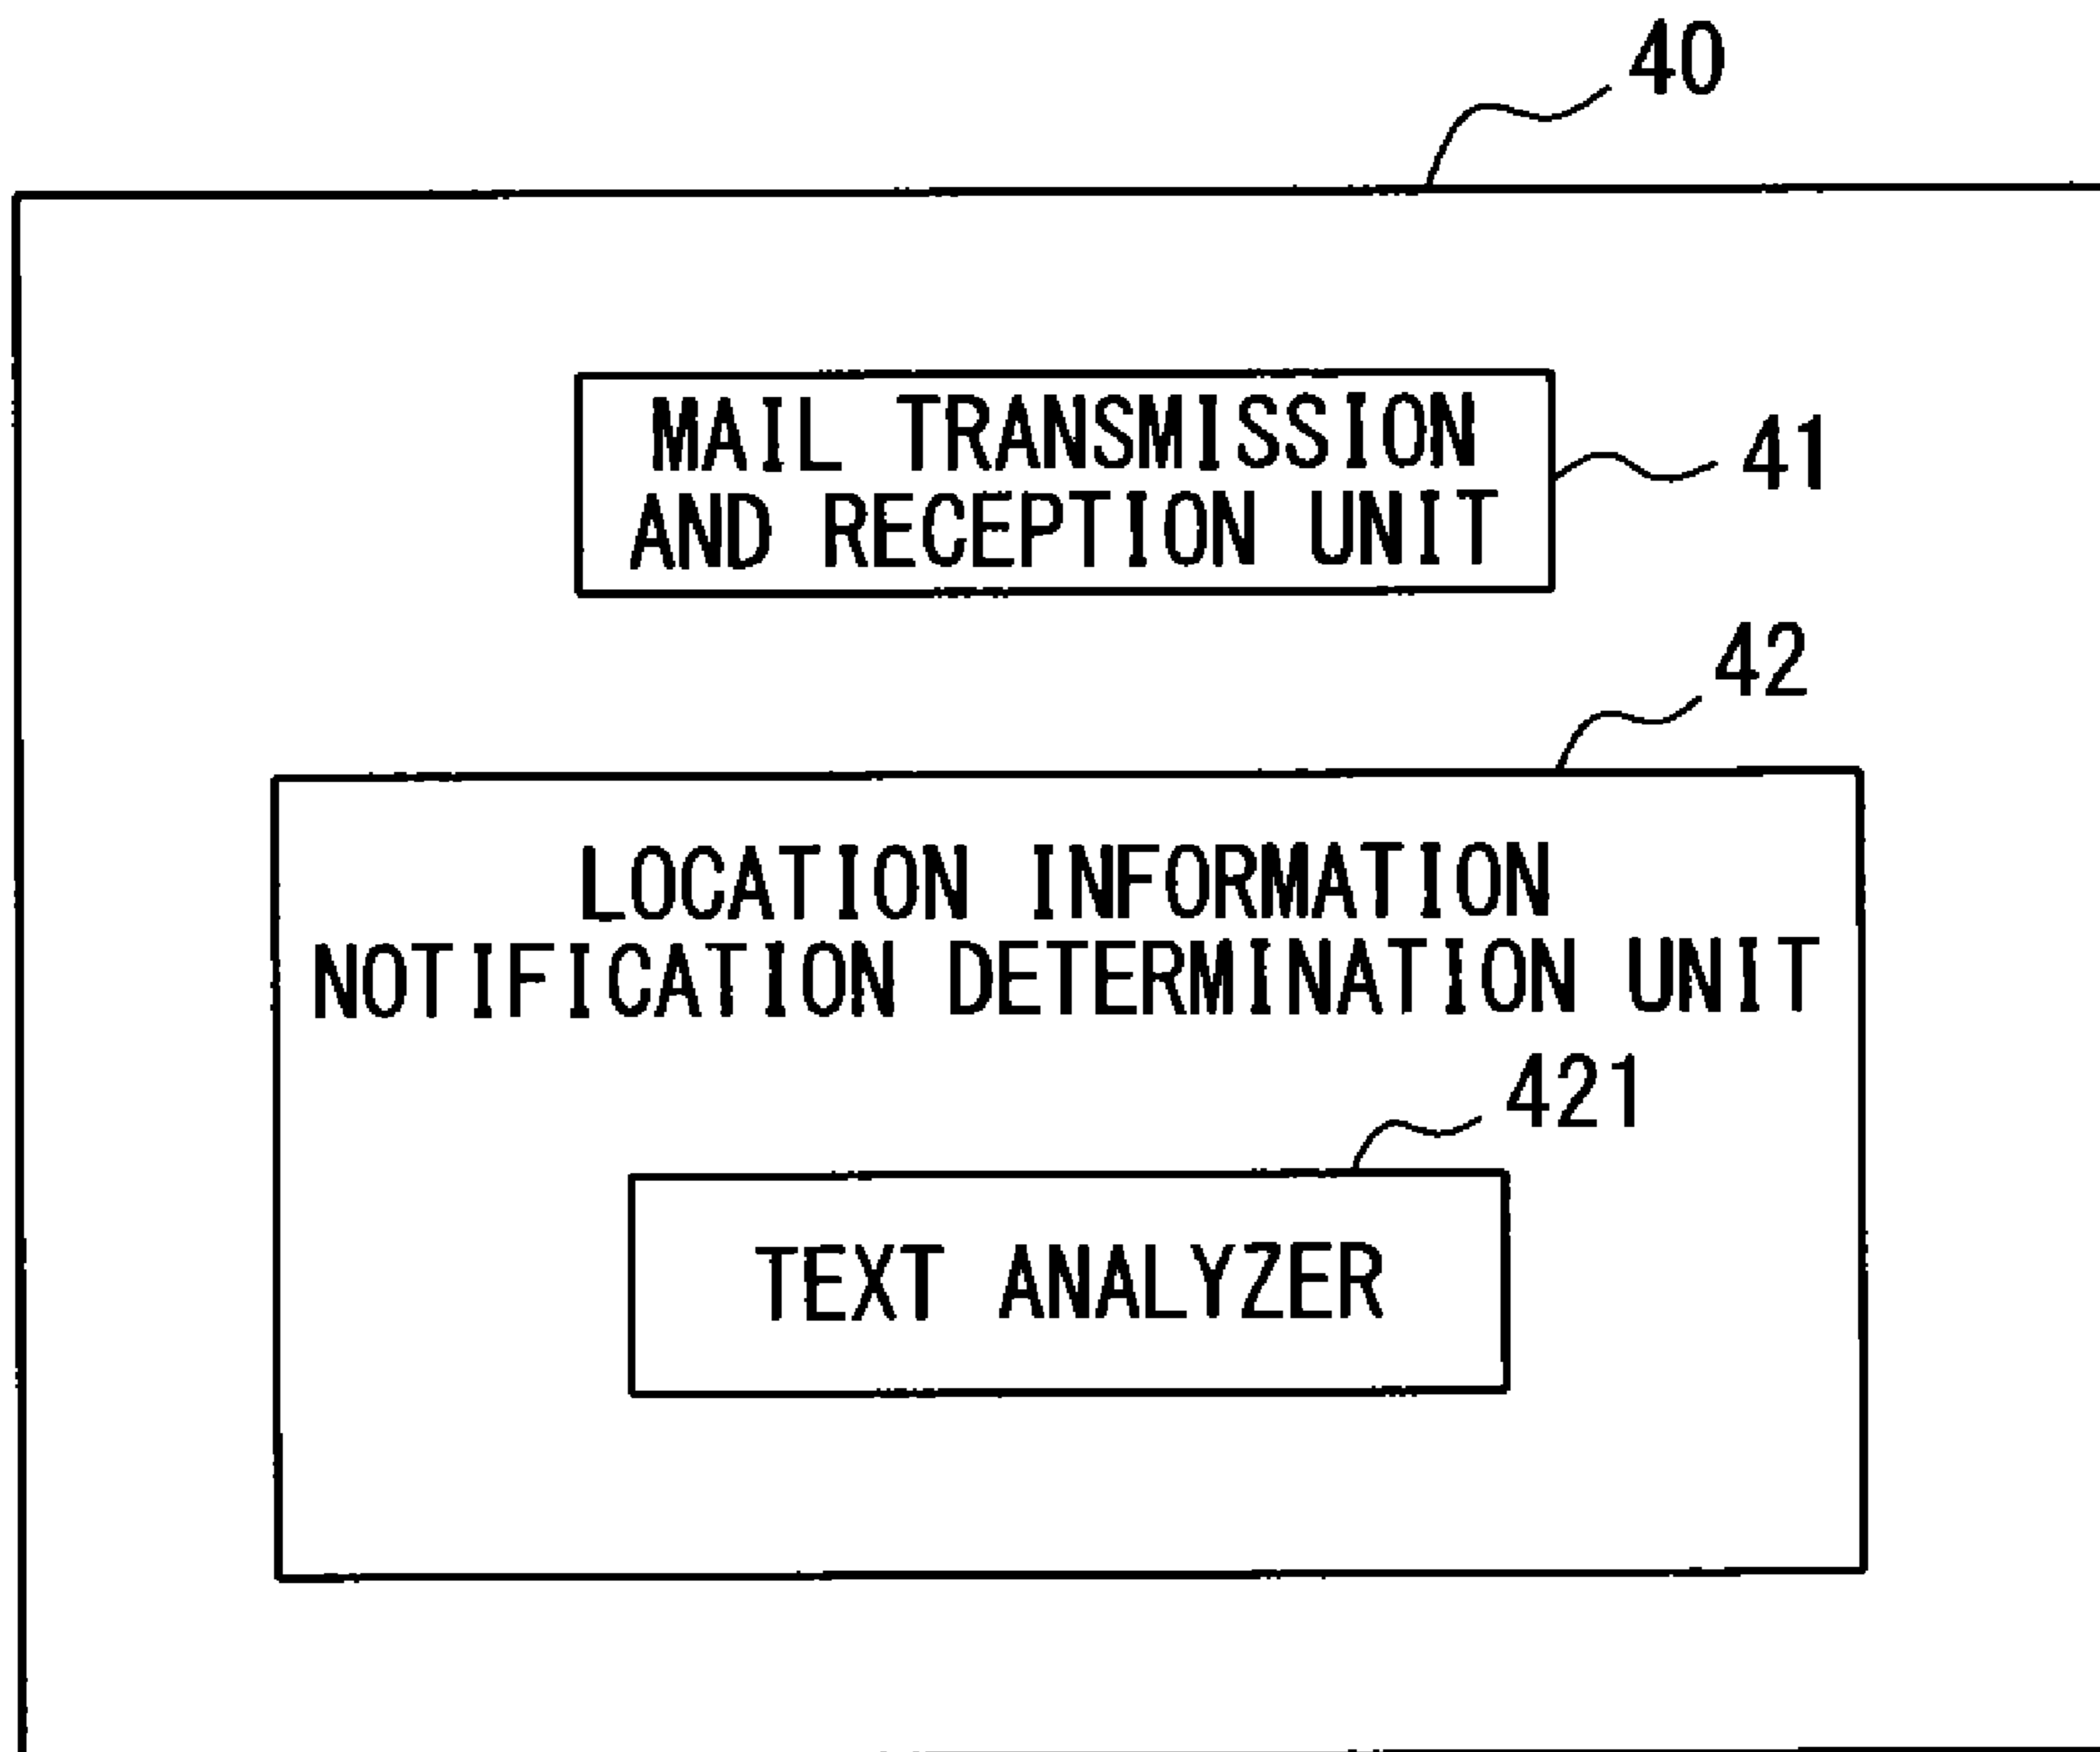 40
MAIL TRANSMISSION
AND RECEPTION UNIT
41
42
LOCATION INFORMATION
NOTIFICATION DETERMINATION UNIT
421
TEXT ANALYZER